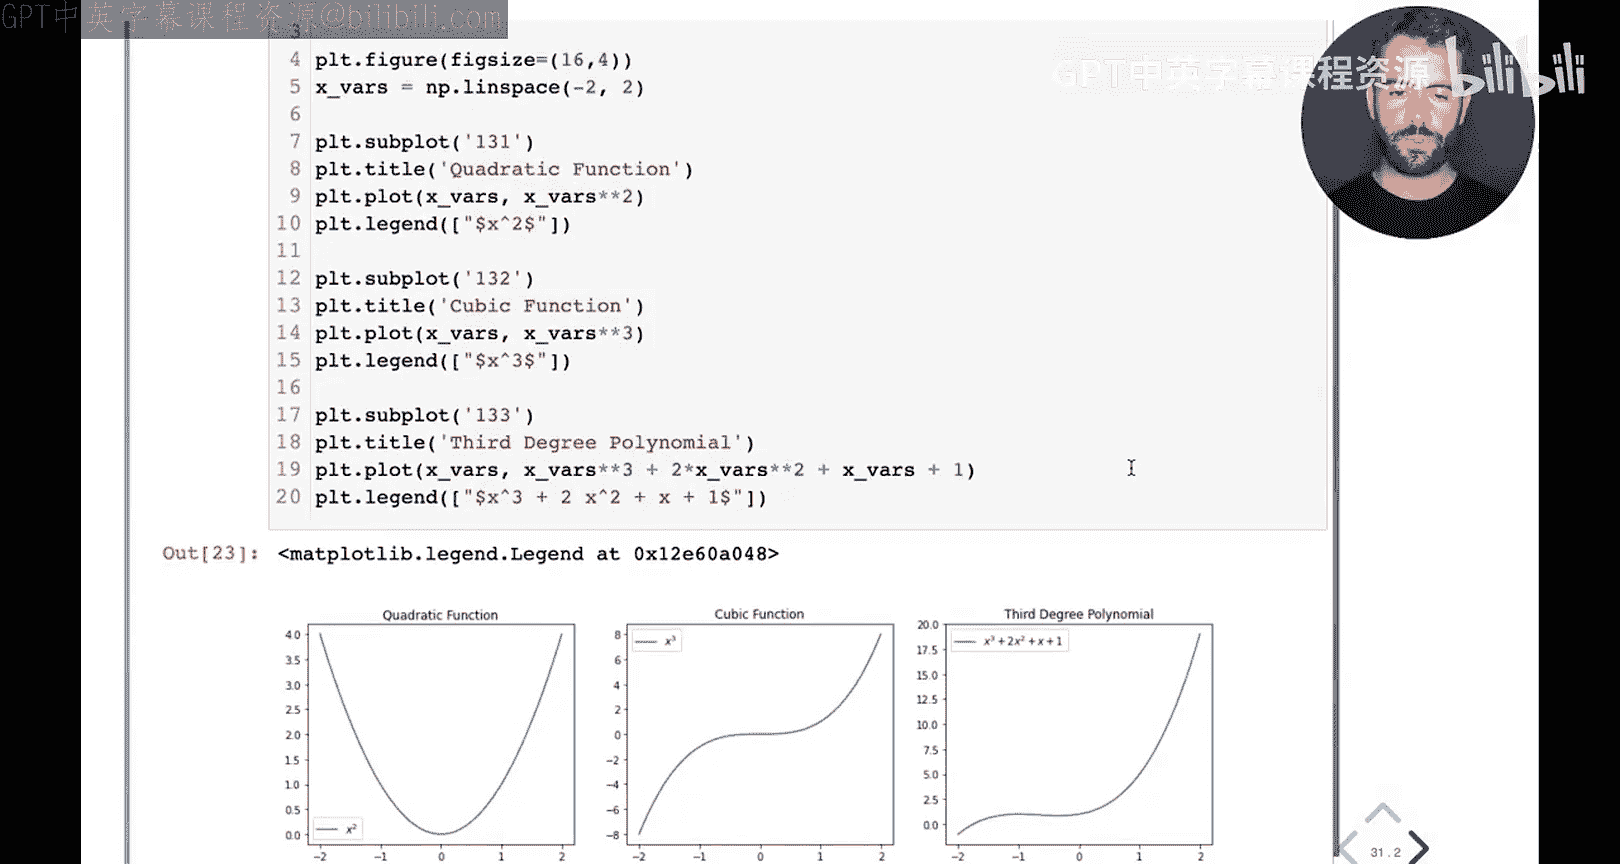 GPT中英字幕课程资源@bilibili.com
GPT中英字幕课程资源 bilibili
3
4 plt.figure(figsize=(16,4))
5 x_vars = np.linspace(-2, 2)
6
7 plt.subplot('131')
8 plt.title('Quadratic Function')
9 plt.plot(x_vars, x_vars**2)
10 plt.legend(["$x^2$"])
11
12 plt.subplot('132')
13 plt.title('Cubic Function')
14 plt.plot(x_vars, x_vars**3)
15 plt.legend(["$x^3$"])
16
17 plt.subplot('133')
18 plt.title('Third Degree Polynomial')
19 plt.plot(x_vars, x_vars**3 + 2*x_vars**2 + x_vars + 1)
20 plt.legend(["$x^3 + 2 x^2 + x + 1$"])
Out[23]: <matplotlib.legend.Legend at 0x12e60a048>
Quadratic Function
4.0
3.5
3.0
2.5
2.0
1.5
1.0
0.5
0.0
x²
−2 −1 0 1 2
Cubic Function
x³
8
6
4
2
0
−2
−4
−6
−8
−2 −1 0 1 2
Third Degree Polynomial
x³ + 2x² + x + 1
20.0
17.5
15.0
12.5
10.0
7.5
5.0
2.5
0.0
−2 −1 0 1 2
31.2